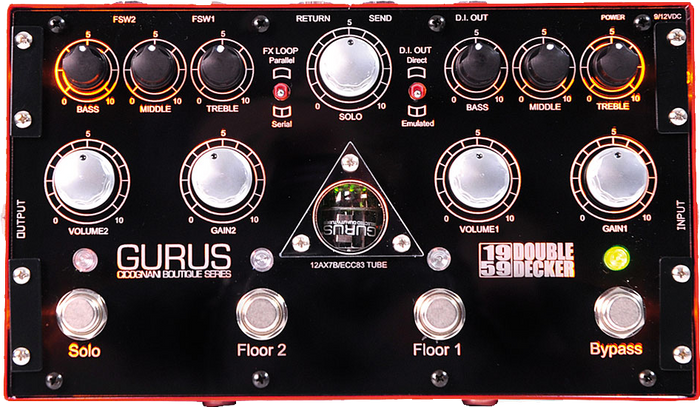 FSW2 FSW1 RETURN SEND D.I. OUT POWER 9/12VDC
5 5 5 FX LOOP 5 D.I. OUT 5 5 5
Parallel Direct
0 10 0 10 0 10 0 10 0 10 0 10 0 10
BASS MIDDLE TREBLE SOLO BASS MIDDLE TREBLE
Serial Emulated
5 5 5 5
0 10 0 10 0 10 0 10
VOLUME2 GAIN2 VOLUME1 GAIN1
OUTPUT
INPUT
GURUS
12AX7B/ECC83 TUBE
GURUS
CICOGNANI BOUTIQUE SERIES
1959 DOUBLE DECKER
Solo Floor 2 Floor 1 Bypass